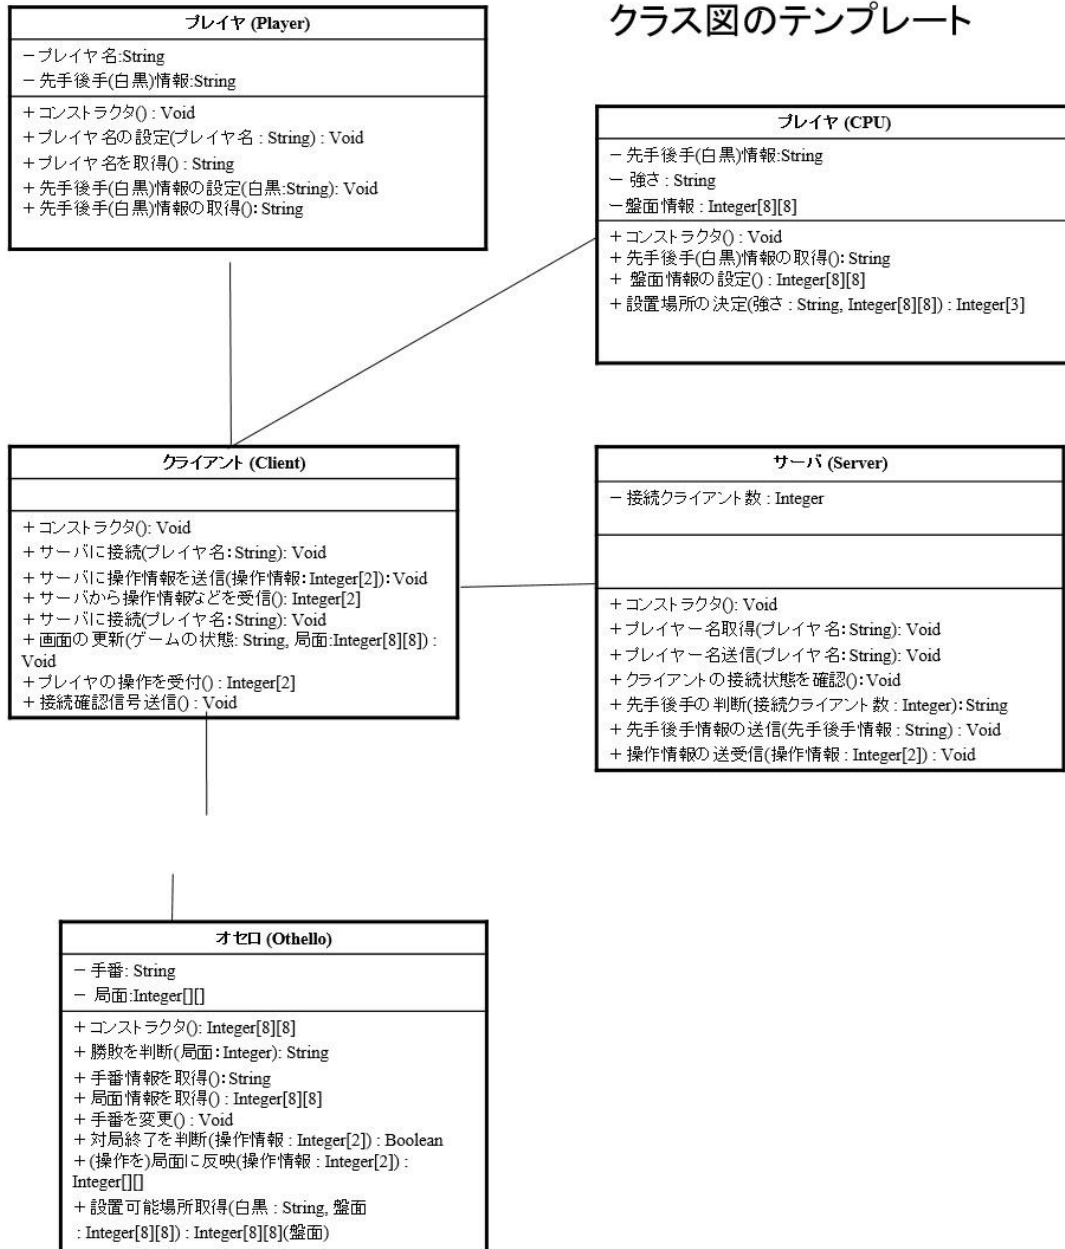 クラス図のテンプレート
プレイヤ (Player)
－プレイヤ名:String
－先手後手(白黒)情報:String
＋コンストラクタ() : Void
＋プレイヤ名の設定(プレイヤ名 : String) : Void
＋プレイヤ名を取得() : String
＋先手後手(白黒)情報の設定(白黒:String): Void
＋先手後手(白黒)情報の取得(): String
プレイヤ (CPU)
－先手後手(白黒)情報:String
－ 強さ : String
－盤面情報 : Integer[8][8]
＋コンストラクタ() : Void
＋先手後手(白黒)情報の取得(): String
＋ 盤面情報の設定() : Integer[8][8]
＋設置場所の決定(強さ : String, Integer[8][8]) : Integer[3]
クライアント (Client)
＋コンストラクタ(): Void
＋サーバに接続(プレイヤ名: String): Void
＋サーバに操作情報を送信(操作情報: Integer[2]): Void
＋サーバから操作情報などを受信(): Integer[2]
＋サーバに接続(プレイヤ名: String): Void
＋画面の更新(ゲームの状態: String, 局面:Integer[8][8]) :
Void
＋プレイヤの操作を受付() : Integer[2]
＋接続確認信号送信() : Void
サーバ (Server)
－接続クライアント数 : Integer
＋コンストラクタ(): Void
＋プレイヤー名取得(プレイヤ名: String): Void
＋プレイヤー名送信(プレイヤ名: String): Void
＋クライアントの接続状態を確認(): Void
＋先手後手の判断(接続クライアント数 : Integer): String
＋先手後手情報の送信(先手後手情報 : String) : Void
＋操作情報の送受信(操作情報 : Integer[2]) : Void
オセロ (Othello)
－ 手番: String
－ 局面:Integer[][]
＋コンストラクタ(): Integer[8][8]
＋勝敗を判断(局面: Integer): String
＋手番情報を取得(): String
＋局面情報を取得() : Integer[8][8]
＋手番を変更() : Void
＋対局終了を判断(操作情報 : Integer[2]) : Boolean
＋(操作を)局面に反映(操作情報 : Integer[2]) :
Integer[][]
＋設置可能場所取得(白黒 : String, 盤面
: Integer[8][8]) : Integer[8][8](盤面)